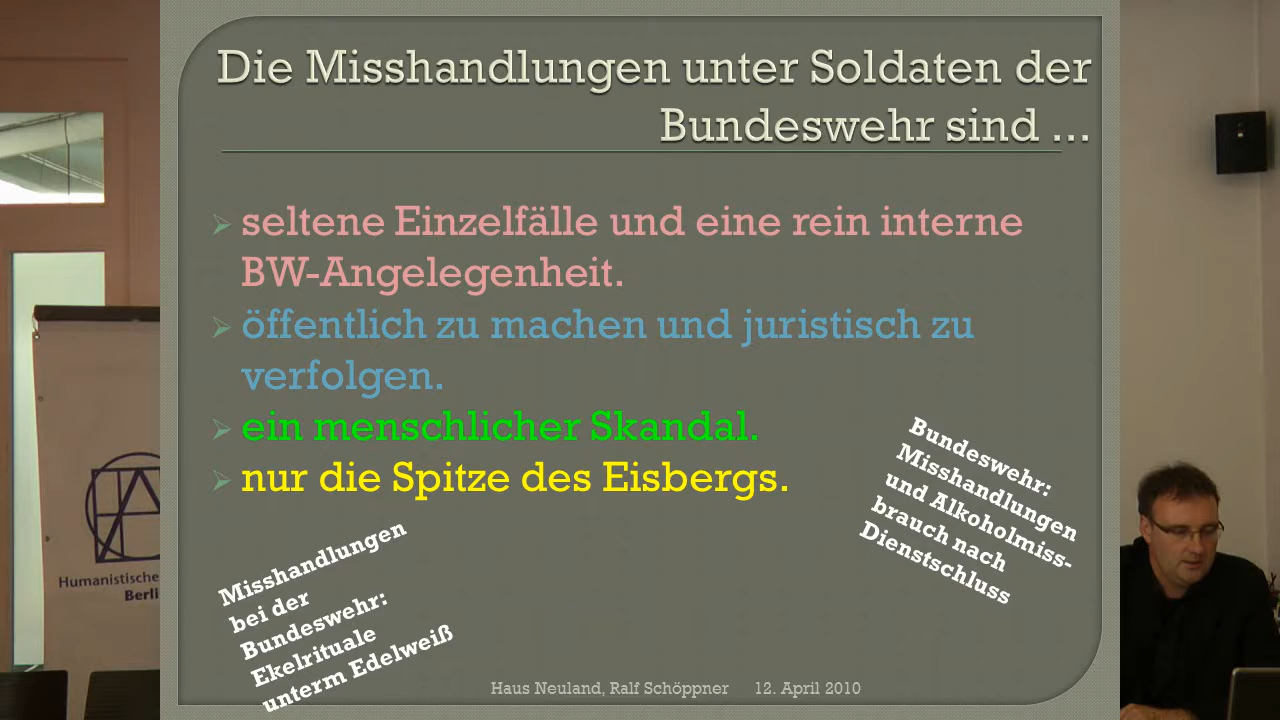 Die Misshandlungen unter Soldaten der
Bundeswehr sind ...
seltene Einzelfälle und eine rein interne
BW-Angelegenheit.
öffentlich zu machen und juristisch zu
verfolgen.
ein menschlicher Skandal.
nur die Spitze des Eisbergs.
Bundeswehr:
Misshandlungen
und Alkoholmiss-
brauch nach
Dienstschluss
Misshandlungen
bei der
Bundeswehr:
Ekelrituale
unterm Edelweiß
Haus Neuland, Ralf Schöppner 12. April 2010
Humanistische
Berli